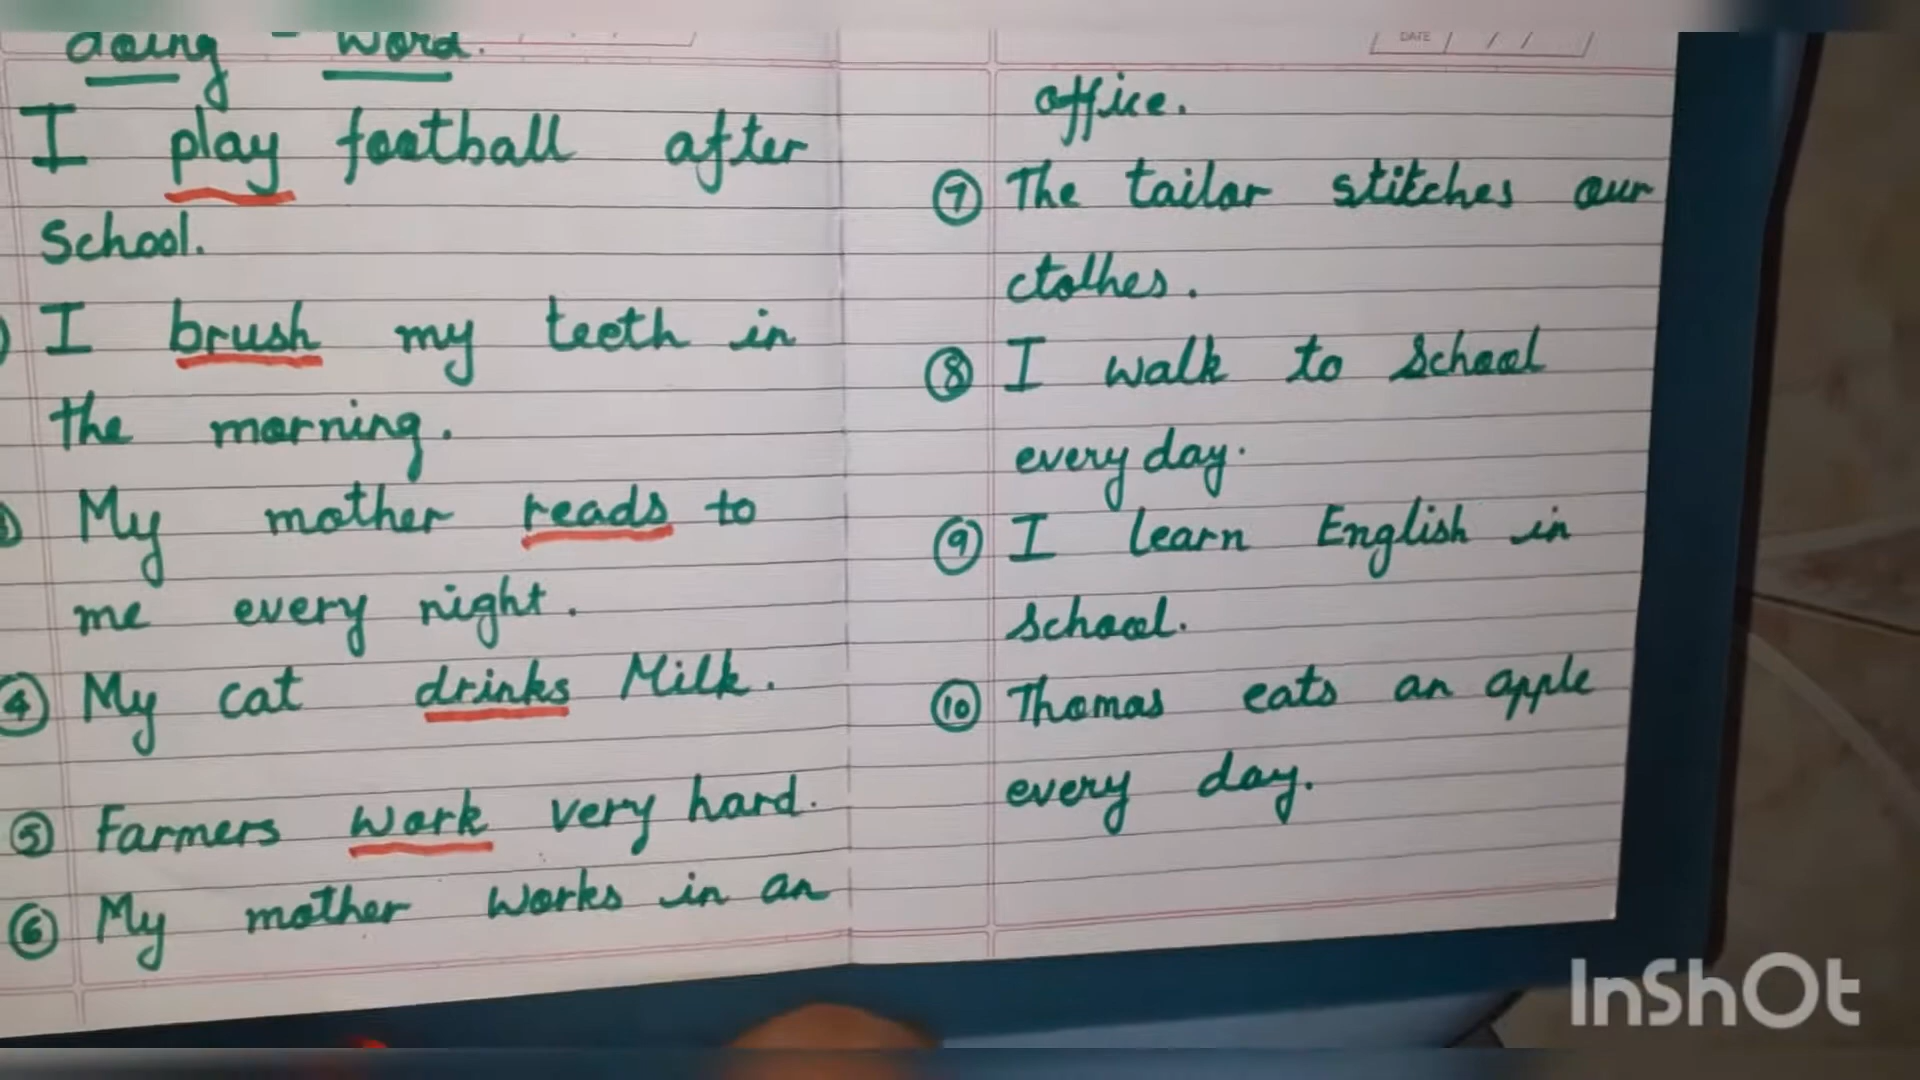 doing - word.
I play football after
School.
I brush my teeth in
the morning.
My mother reads to
me every night.
④ My cat drinks Milk.
⑤ Farmers work very hard.
⑥ My mother works in an
DATE / / /
office.
⑦ The tailor stitches our
ctolhes.
⑧ I walk to School
every day.
⑨ I learn English in
school.
⑩ Thomas eats an apple
every day.
InShOt